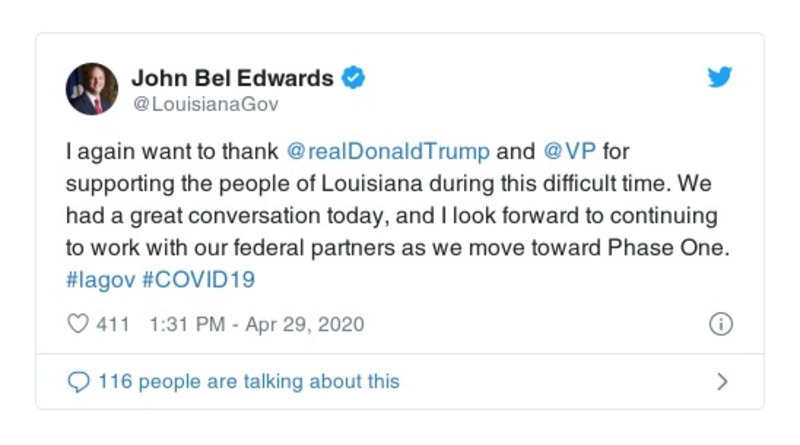 John Bel Edwards
@LouisianaGov
I again want to thank @realDonaldTrump and @VP for
supporting the people of Louisiana during this difficult time. We
had a great conversation today, and I look forward to continuing
to work with our federal partners as we move toward Phase One.
#lagov #COVID19
411 1:31 PM - Apr 29, 2020
116 people are talking about this